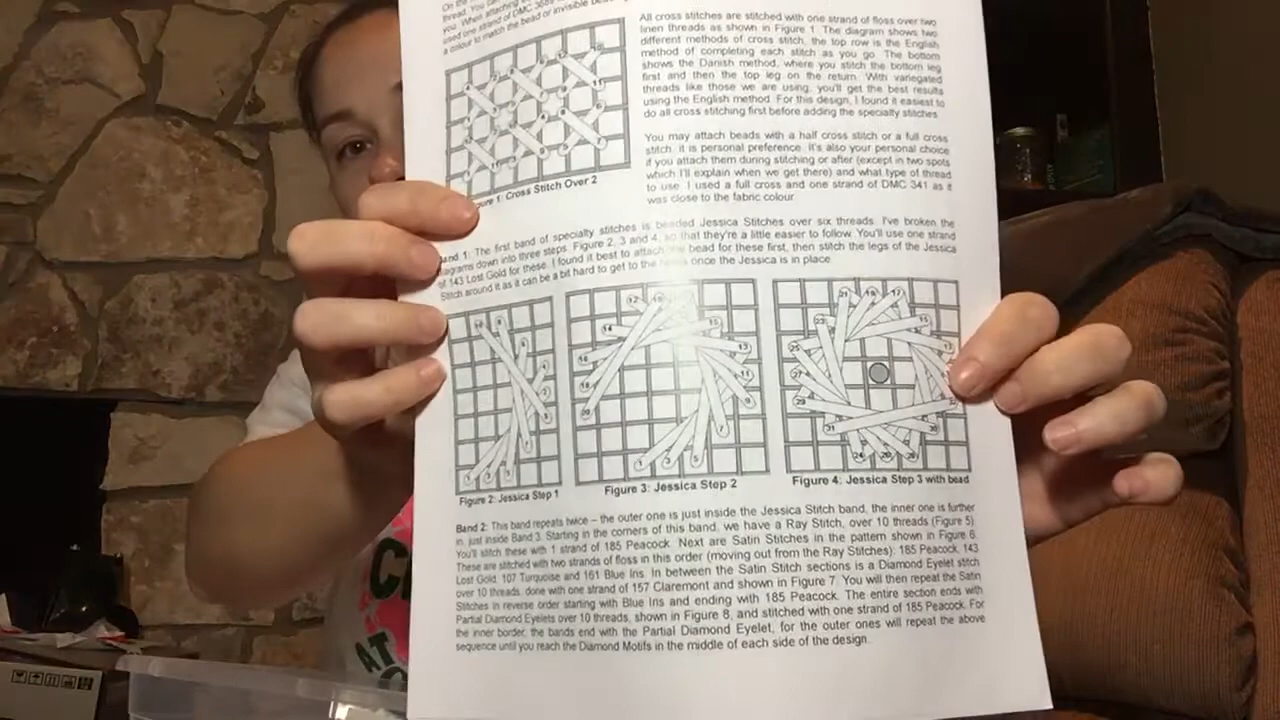 On the
thread. You can
you. When attaching
used one strand of DMC
a colour to match the bead or invisible
All cross stitches are stitched with one strand of floss over two
linen threads as shown in Figure 1. The diagram shows two
different methods of cross stitch, the top row is the English
method of completing each stitch as you go. The bottom
shows the Danish method, where you stitch the bottom leg
first and then the top leg on the return. With variegated
threads like those we are using, you'll get the best results
using the English method. For this design, I found it easiest to
do all cross stitching first before adding the specialty stitches.
You may attach beads with a half cross stitch or a full cross
stitch, it is personal preference. It's also your personal choice
if you attach them during stitching or after (except in two spots
which I'll explain when we get there) and what type of thread
to use. I used a full cross and one strand of DMC 341 as it
was close to the fabric colour.
gure 1: Cross Stitch Over 2
and 1: The first band of specialty stitches is beaded Jessica Stitches over six threads. I've broken the
iagrams down into three steps, Figure 2, 3 and 4, so that they're a little easier to follow. You'll use one strand
of 143 Lost Gold for these. I found it best to attach the bead for these first, then stitch the legs of the Jessica
Stitch around it as it can be a bit hard to get to the once the Jessica is in place.
Figure 2: Jessica Step 1
Figure 3: Jessica Step 2
Figure 4: Jessica Step 3 with bead
Band 2: This band repeats twice – the outer one is just inside the Jessica Stitch band, the inner one is further
in, just inside Band 3. Starting in the corners of this band, we have a Ray Stitch, over 10 threads (Figure 5).
You'll stitch these with 1 strand of 185 Peacock. Next are Satin Stitches in the pattern shown in Figure 6.
These are stitched with two strands of floss in this order (moving out from the Ray Stitches): 185 Peacock, 143
Lost Gold, 107 Turquoise and 161 Blue Iris. In between the Satin Stitch sections is a Diamond Eyelet stitch
over 10 threads, done with one strand of 157 Claremont and shown in Figure 7. You will then repeat the Satin
Stitches in reverse order starting with Blue Iris and ending with 185 Peacock. The entire section ends with
Partial Diamond Eyelets over 10 threads, shown in Figure 8, and stitched with one strand of 185 Peacock. For
the inner border, the bands end with the Partial Diamond Eyelet, for the outer ones will repeat the above
sequence until you reach the Diamond Motifs in the middle of each side of the design.
AT